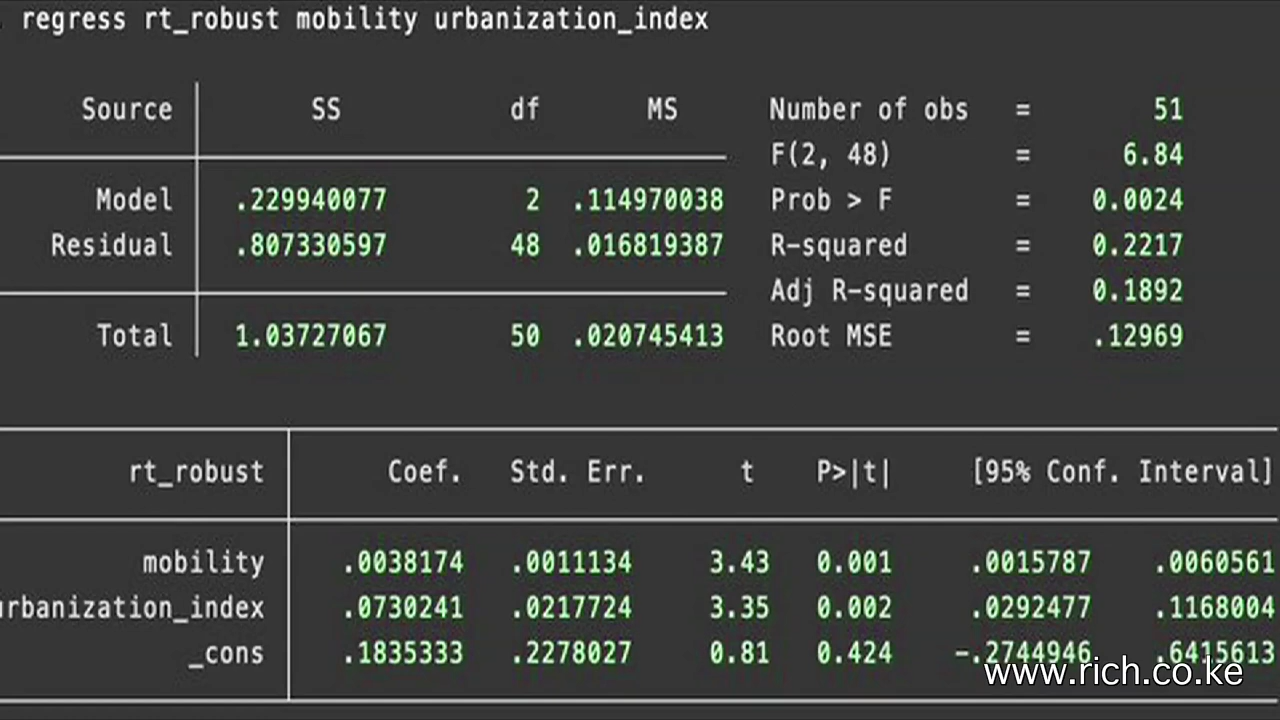 . regress rt_robust mobility urbanization_index
Source SS df MS Number of obs = 51
F(2, 48) = 6.84
Model .229940077 2 .114970038 Prob > F = 0.0024
Residual .807330597 48 .016819387 R-squared = 0.2217
Adj R-squared = 0.1892
Total 1.03727067 50 .020745413 Root MSE = .12969
rt_robust Coef. Std. Err. t P>|t| [95% Conf. Interval]
mobility .0038174 .0011134 3.43 0.001 .0015787 .0060561
urbanization_index .0730241 .0217724 3.35 0.002 .0292477 .1168004
_cons .1835333 .2278027 0.81 0.424 -.2744946 .6415613
www.rich.co.ke